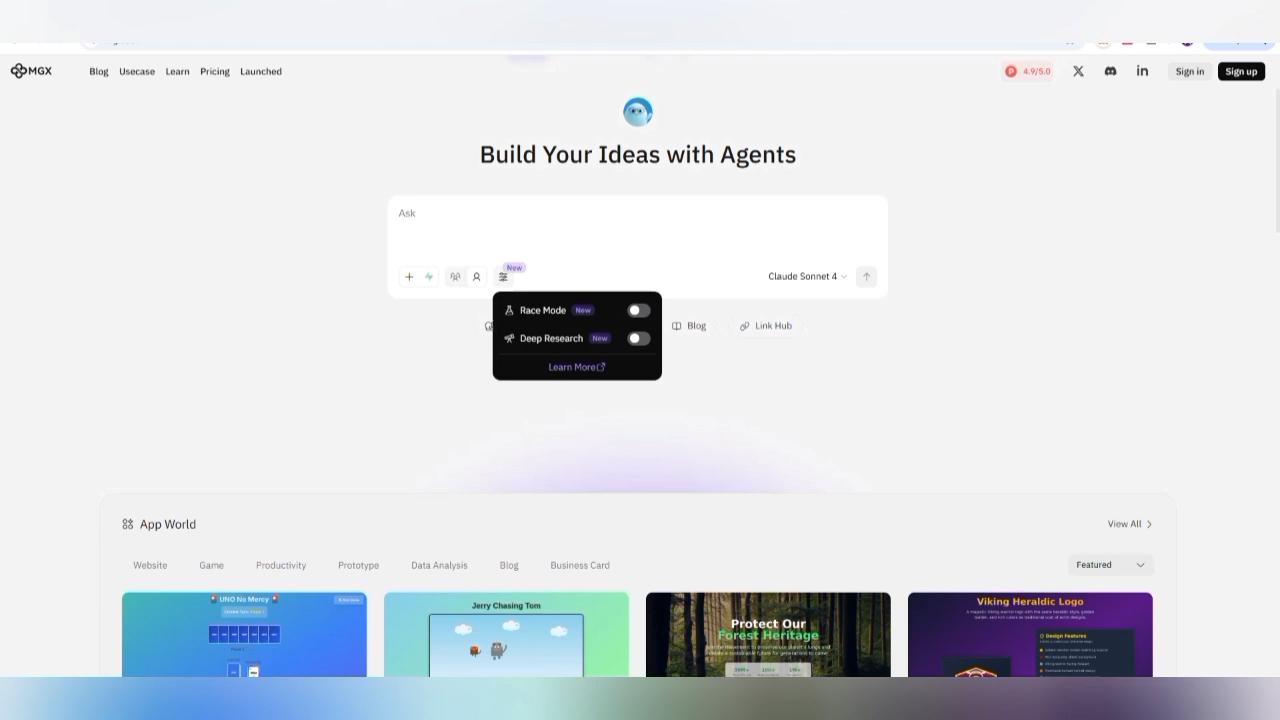 MGX
Blog Usecase Learn Pricing Launched
4.9/5.0
Sign in Sign up
Build Your Ideas with Agents
Ask
New
Claude Sonnet 4
Race Mode New
Deep Research New
Learn More
Blog Link Hub
App World
View All
Website Game Productivity Prototype Data Analysis Blog Business Card
Featured
UNO No Mercy
Jerry Chasing Tom
Protect Our
Forest Heritage
Viking Heraldic Logo
Design Features